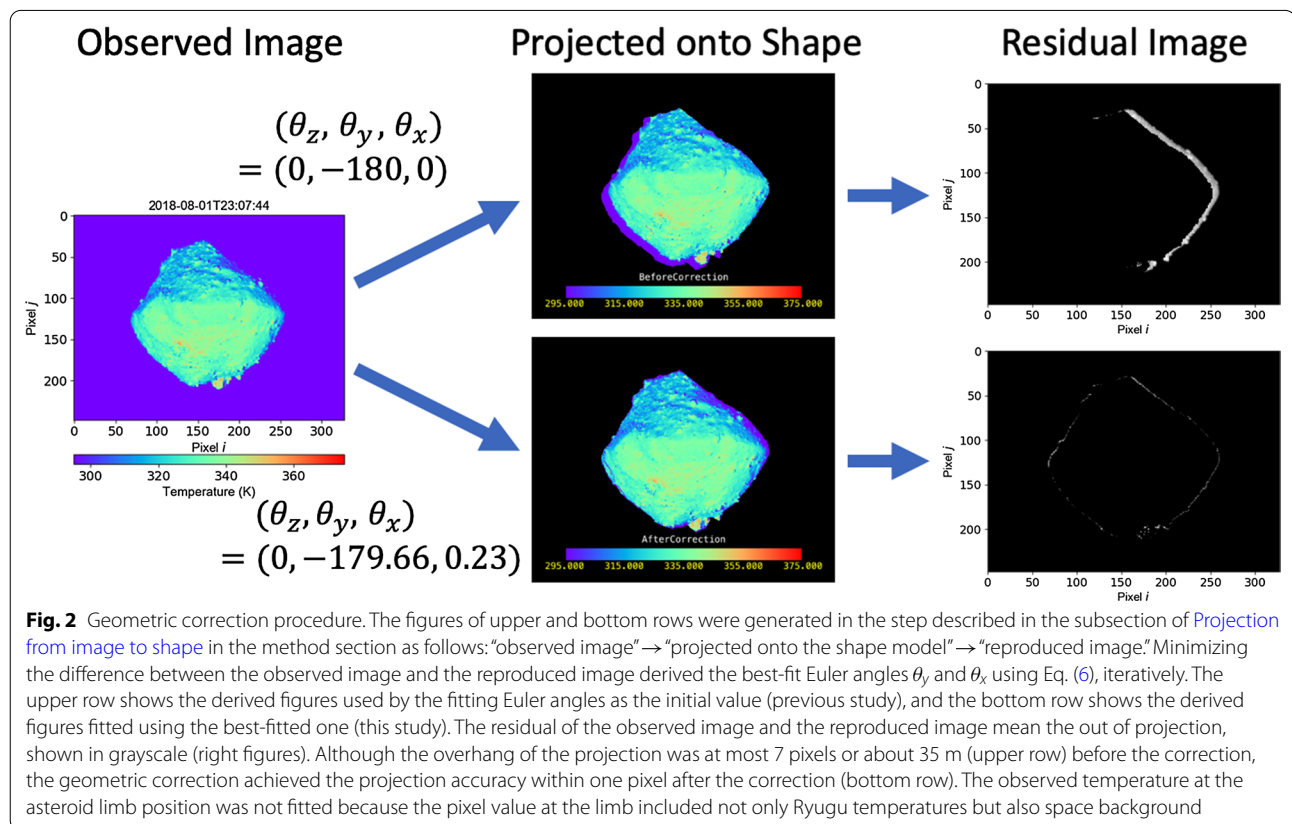 Observed Image
Projected onto Shape
Residual Image
(θz, θy, θx)
= (0, −180, 0)
2018-08-01T23:07:44
0
50
100
150
200
Pixel j
0 50 100 150 200 250 300
Pixel i
300 320 340 360
Temperature (K)
(θz, θy, θx)
= (0, −179.66, 0.23)
BeforeCorrection
295.000 315.000 335.000 355.000 375.000
AfterCorrection
295.000 315.000 335.000 355.000 375.000
0
50
100
150
200
Pixel j
0 50 100 150 200 250 300
Pixel i
0
50
100
150
200
Pixel j
0 50 100 150 200 250 300
Pixel i
Fig. 2 Geometric correction procedure. The figures of upper and bottom rows were generated in the step described in the subsection of Projection
from image to shape in the method section as follows: “observed image” → “projected onto the shape model” → “reproduced image.” Minimizing
the difference between the observed image and the reproduced image derived the best-fit Euler angles θy and θx using Eq. (6), iteratively. The
upper row shows the derived figures used by the fitting Euler angles as the initial value (previous study), and the bottom row shows the derived
figures fitted using the best-fitted one (this study). The residual of the observed image and the reproduced image mean the out of projection,
shown in grayscale (right figures). Although the overhang of the projection was at most 7 pixels or about 35 m (upper row) before the correction,
the geometric correction achieved the projection accuracy within one pixel after the correction (bottom row). The observed temperature at the
asteroid limb position was not fitted because the pixel value at the limb included not only Ryugu temperatures but also space background